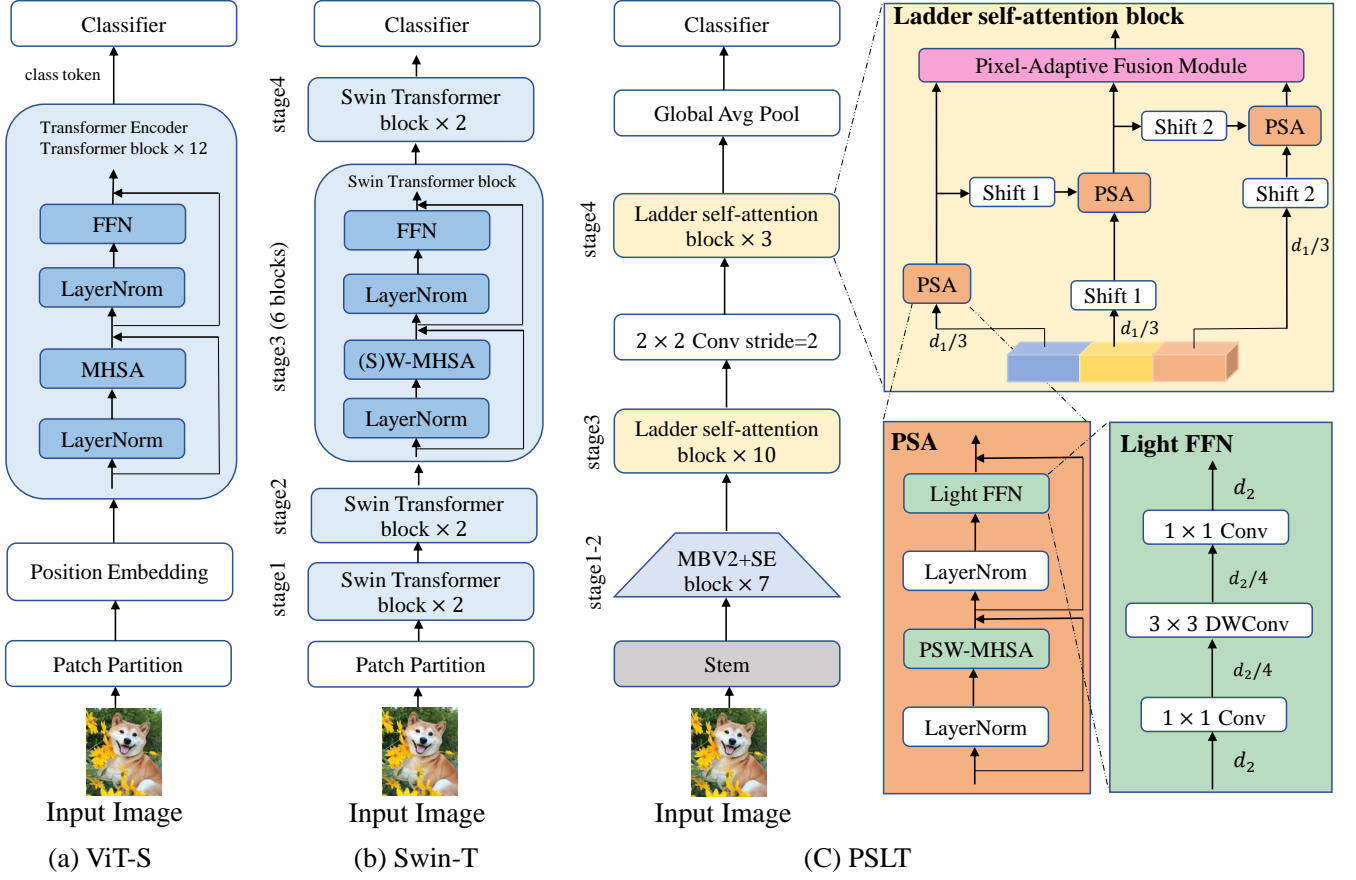 Classifier
class token
Transformer Encoder
Transformer block × 12
FFN
LayerNrom
MHSA
LayerNorm
Position Embedding
Patch Partition
Input Image
(a) ViT-S
Classifier
stage4
Swin Transformer
block × 2
stage3 (6 blocks)
Swin Transformer block
FFN
LayerNrom
(S)W-MHSA
LayerNorm
stage2
Swin Transformer
block × 2
stage1
Swin Transformer
block × 2
Patch Partition
Input Image
(b) Swin-T
Classifier
Global Avg Pool
stage4
Ladder self-attention
block × 3
2 × 2 Conv stride=2
stage3
Ladder self-attention
block × 10
stage1-2
MBV2+SE
block × 7
Stem
Input Image
(C) PSLT
Ladder self-attention block
Pixel-Adaptive Fusion Module
Shift 2
PSA
Shift 1
PSA
Shift 2
PSA
Shift 1
d₁/3
d₁/3
d₁/3
PSA
Light FFN
LayerNrom
PSW-MHSA
LayerNorm
Light FFN
d₂
1 × 1 Conv
d₂/4
3 × 3 DWConv
d₂/4
1 × 1 Conv
d₂